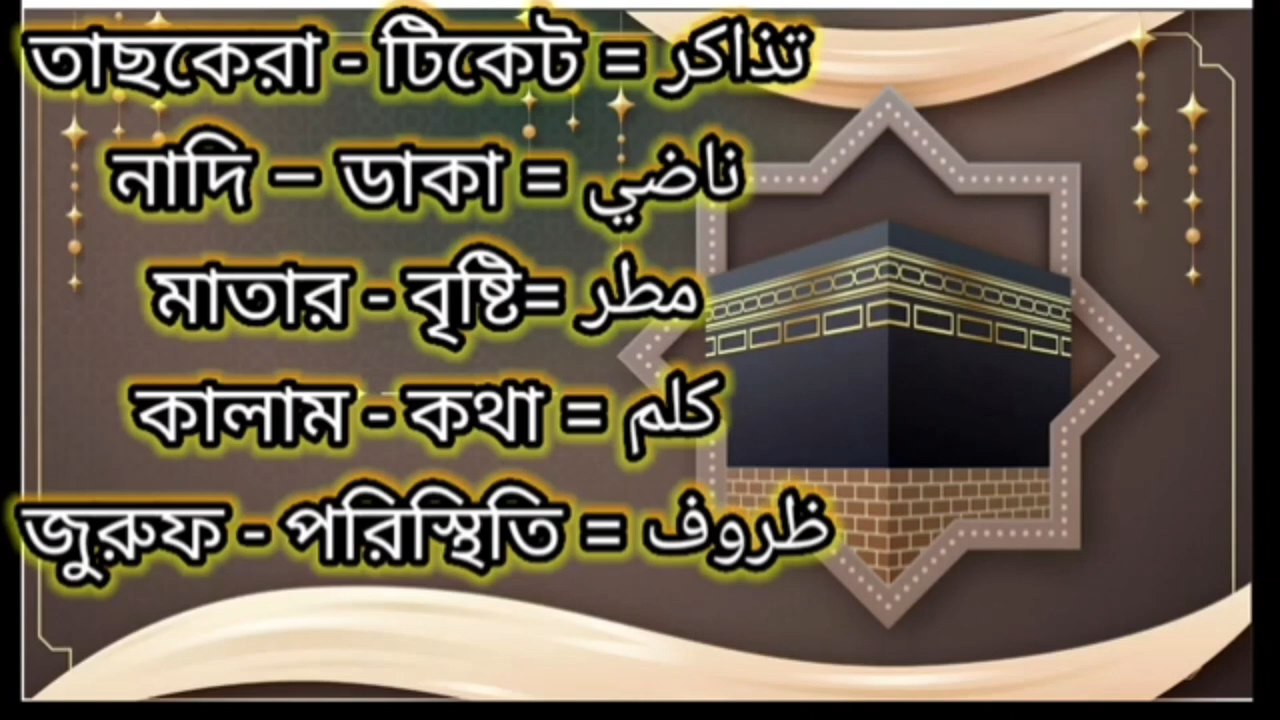 তাছকেরা - টিকেট = تذاكر
নাদি – ডাকা = ناضي
মাতার - বৃষ্টি= مطر
কালাম - কথা = كلم
জুরুফ - পরিস্থিতি = ظروف